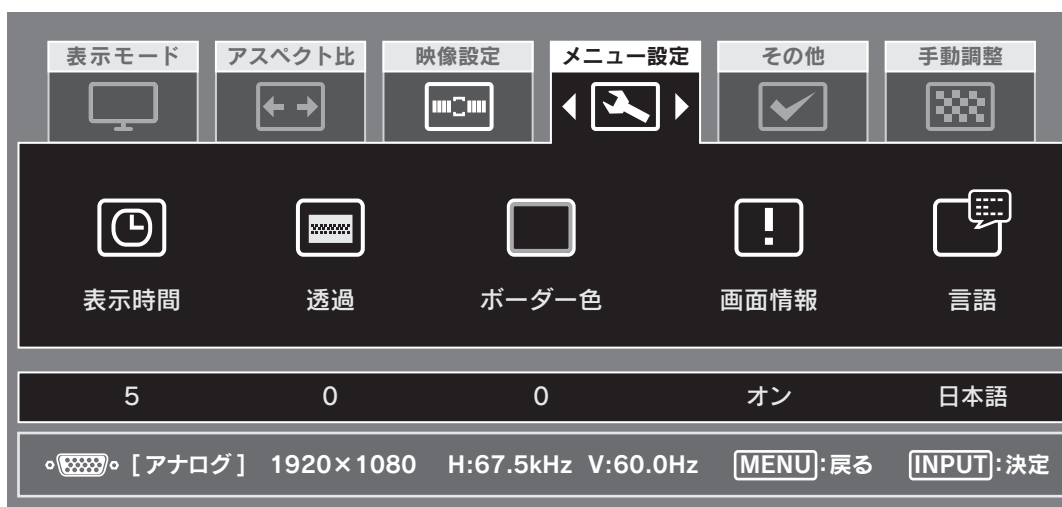 表示モード アスペクト比 映像設定 メニュー設定 その他 手動調整
表示時間 透過 ボーダー色 画面情報 言語
5 0 0 オン 日本語
[アナログ] 1920×1080 H:67.5kHz V:60.0Hz MENU:戻る INPUT:決定